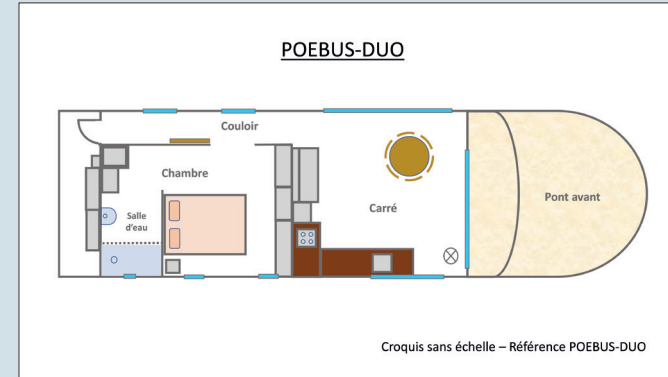 POEBUS-DUO
Couloir
Chambre
Salle
d'eau
Carré
Pont avant
Croquis sans échelle – Référence POEBUS-DUO